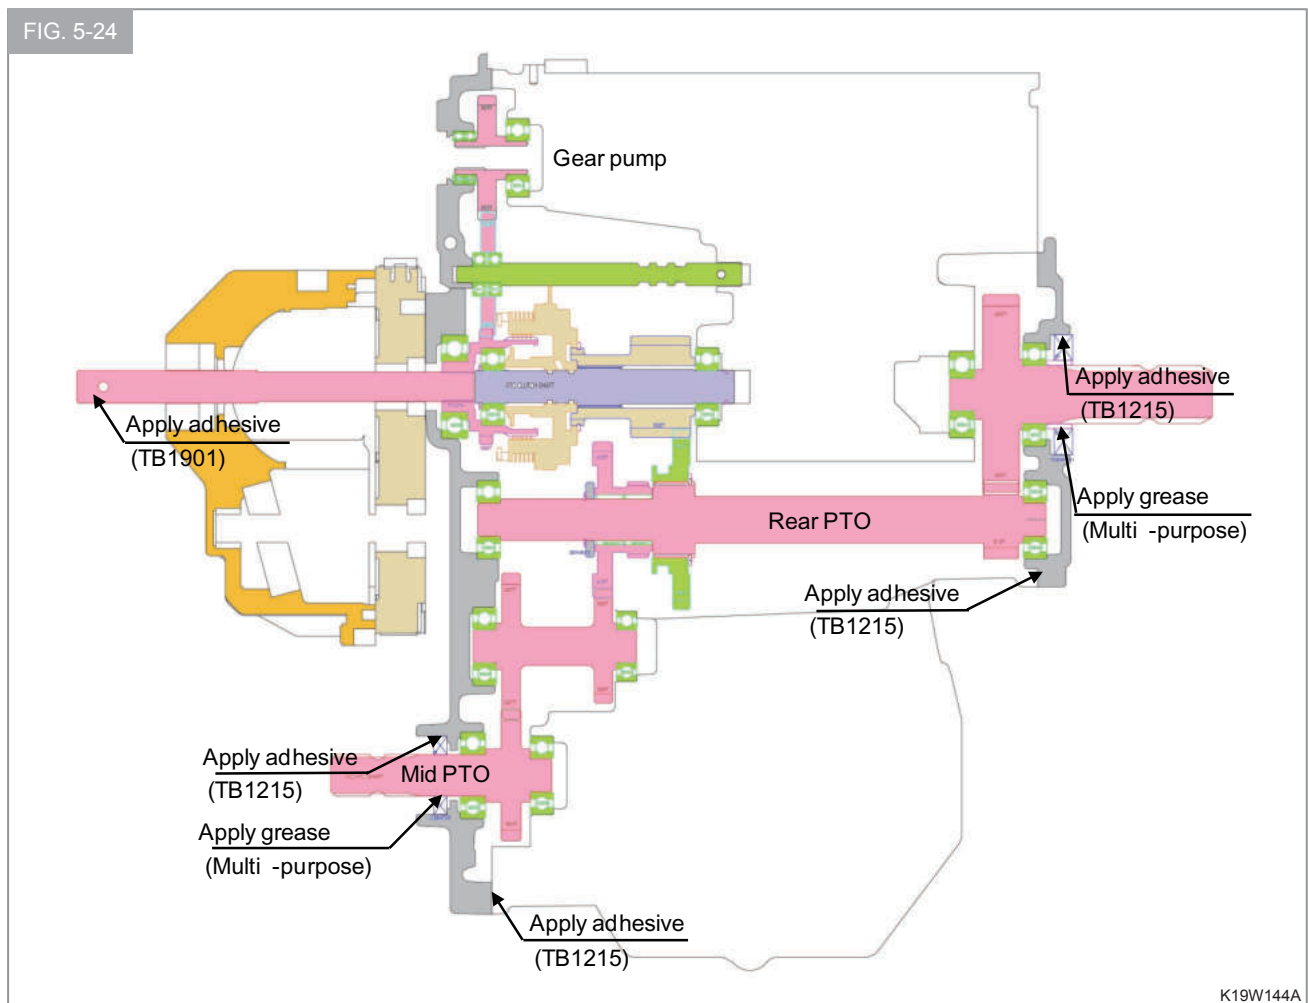 FIG. 5-24
Gear pump
Apply adhesive
(TB1215)
Apply adhesive
(TB1901)
Apply grease
(Multi -purpose)
Rear PTO
Apply adhesive
(TB1215)
Apply adhesive
(TB1215)
Mid PTO
Apply grease
(Multi -purpose)
Apply adhesive
(TB1215)
K19W144A